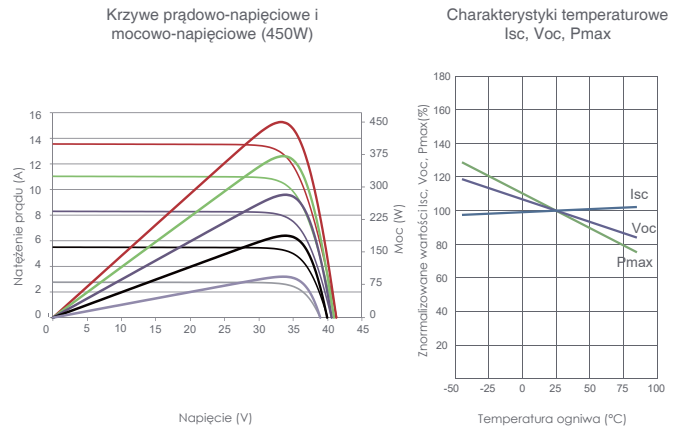 Krzywe prądowo-napięciowe i
mocowo-napięciowe (450W)
16
14
12
10
8
6
4
2
0
Natężenie prądu (A)
450
375
300
225
150
75
0
Moc (W)
0 5 10 15 20 25 30 35 40 45
Napięcie (V)
Charakterystyki temperaturowe
Isc, Voc, Pmax
180
160
140
120
100
80
60
40
20
Znormalizowane wartości Isc, Voc, Pmax(%)
Isc
Voc
Pmax
-50 -25 0 25 50 75 100
Temperatura ogniwa (°C)